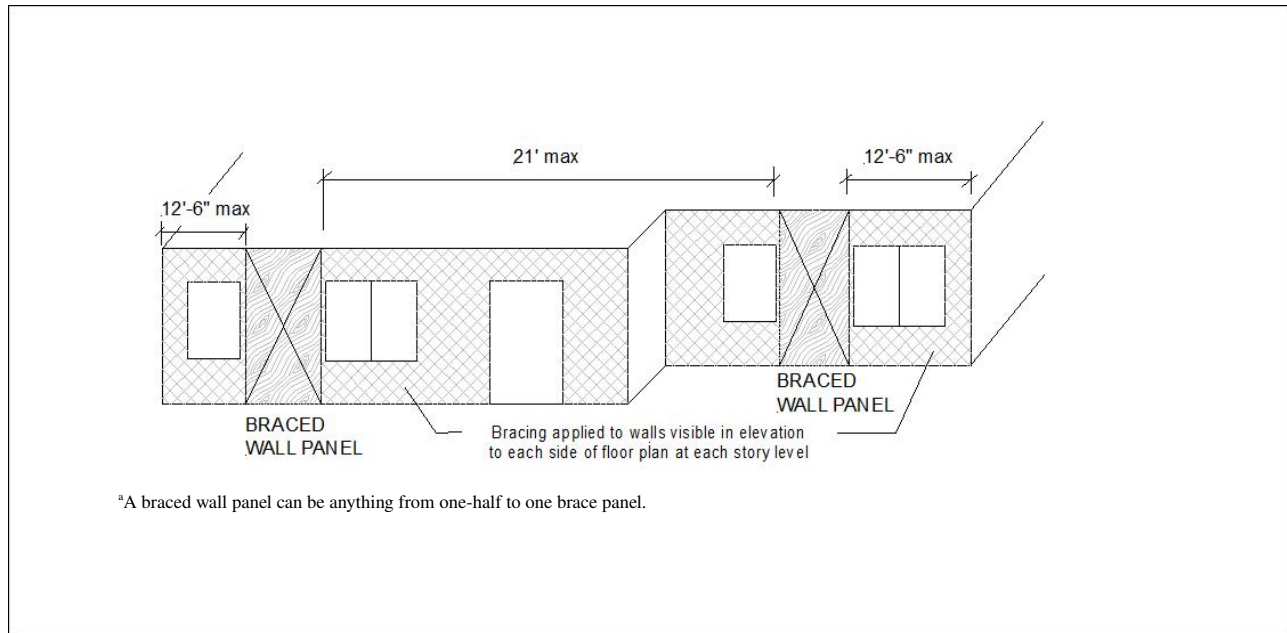 21' max
12'-6" max
12'-6" max
BRACED
WALL PANEL
BRACED
WALL PANEL
Bracing applied to walls visible in elevation
to each side of floor plan at each story level
ᵃA braced wall panel can be anything from one-half to one brace panel.